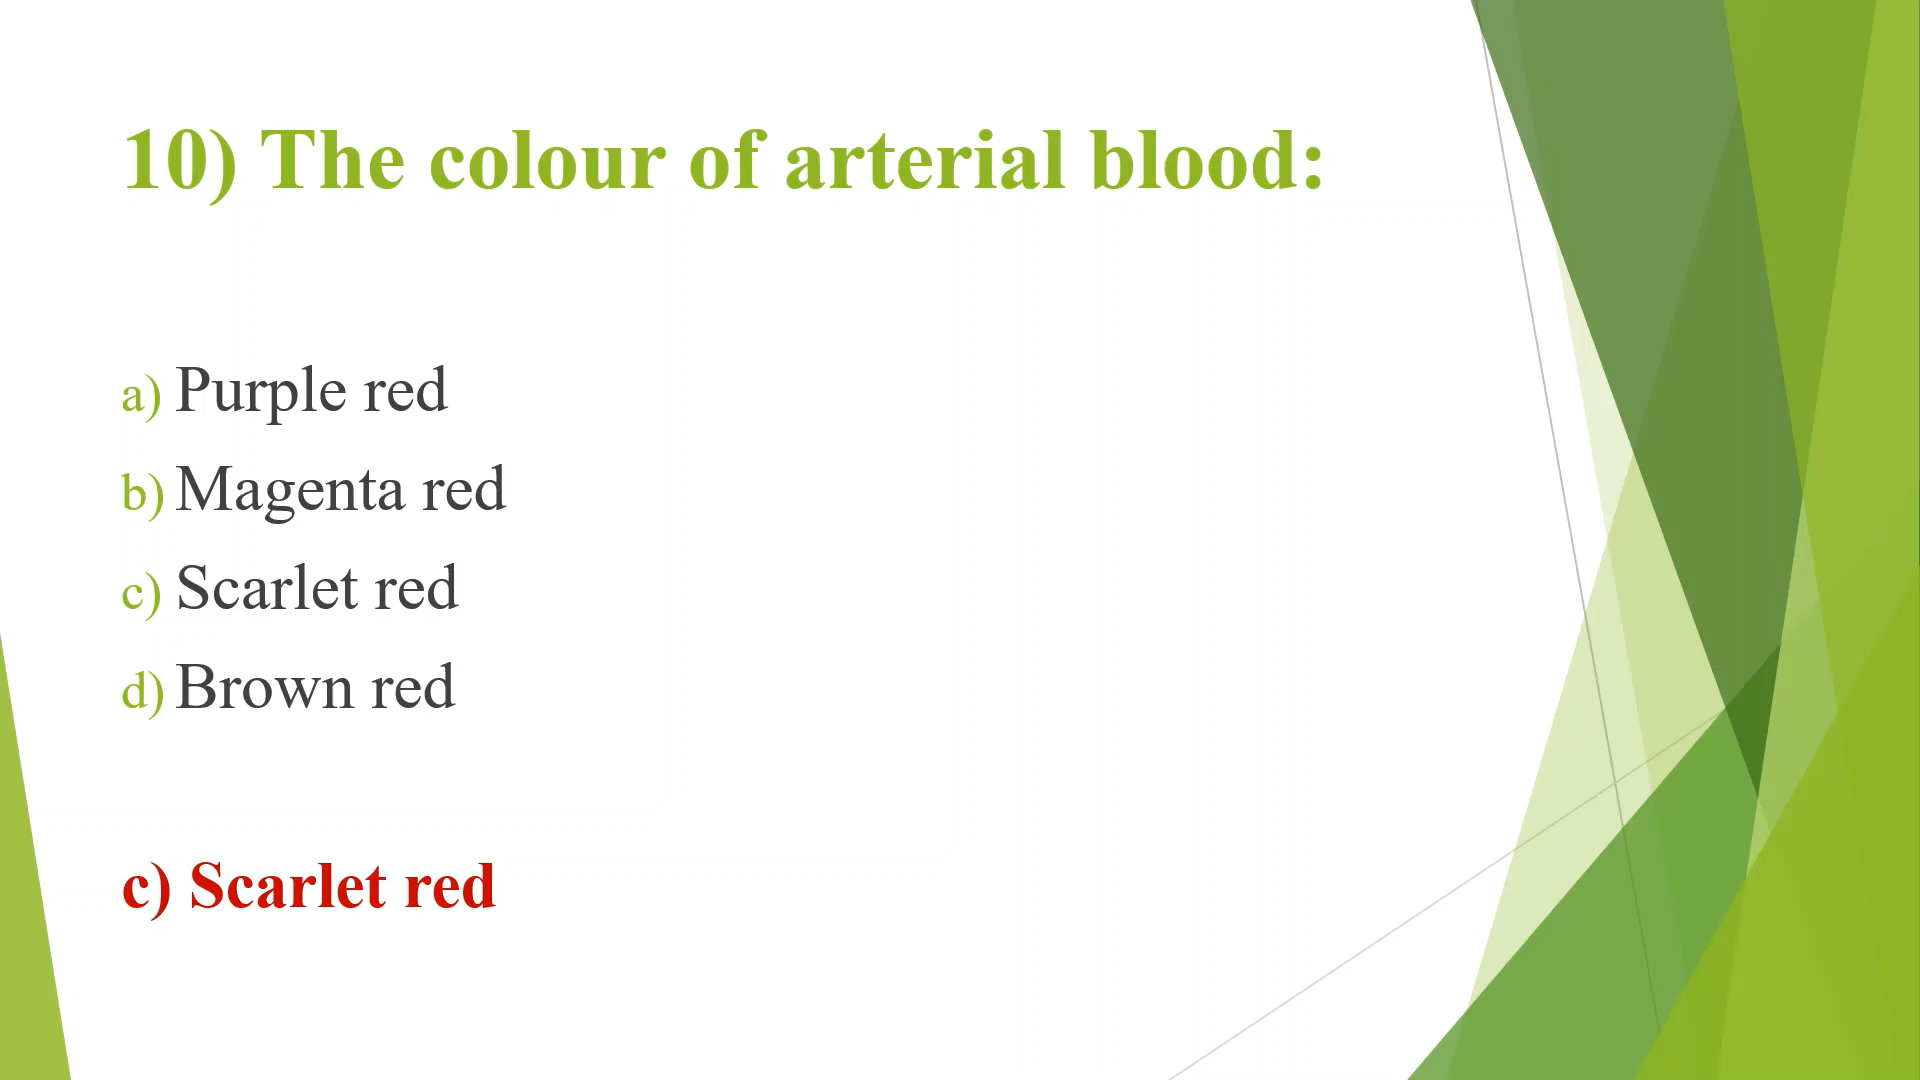 10) The colour of arterial blood:
a) Purple red
b) Magenta red
c) Scarlet red
d) Brown red
c) Scarlet red